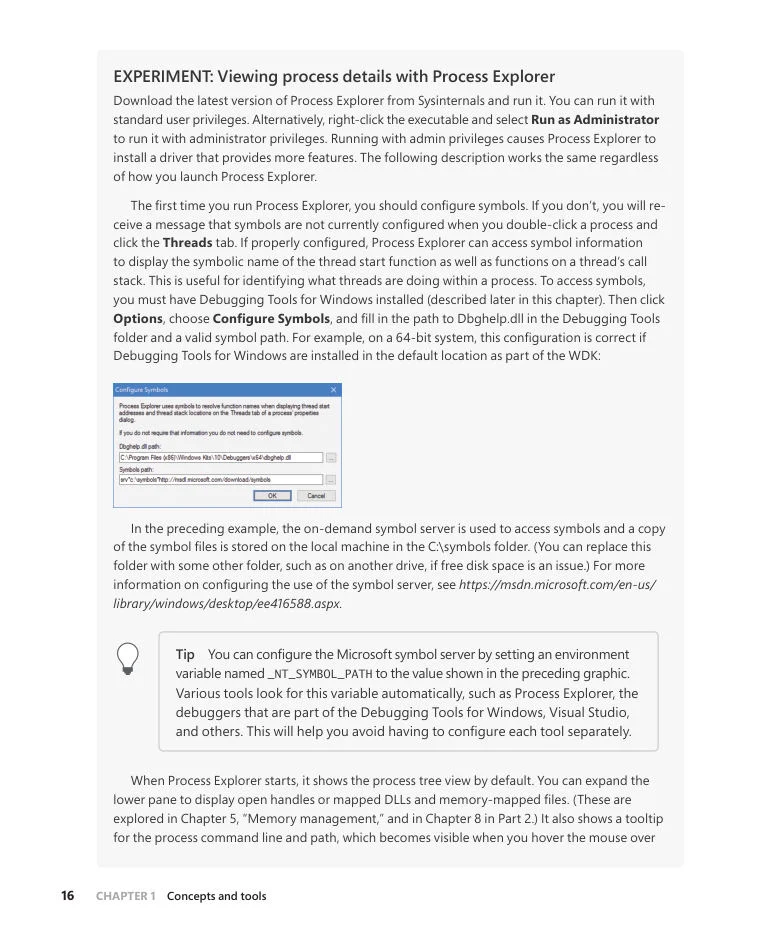 EXPERIMENT: Viewing process details with Process Explorer
Download the latest version of Process Explorer from Sysinternals and run it. You can run it with
standard user privileges. Alternatively, right-click the executable and select Run as Administrator
to run it with administrator privileges. Running with admin privileges causes Process Explorer to
install a driver that provides more features. The following description works the same regardless
of how you launch Process Explorer.
The first time you run Process Explorer, you should configure symbols. If you don’t, you will re-
ceive a message that symbols are not currently configured when you double-click a process and
click the Threads tab. If properly configured, Process Explorer can access symbol information
to display the symbolic name of the thread start function as well as functions on a thread’s call
stack. This is useful for identifying what threads are doing within a process. To access symbols,
you must have Debugging Tools for Windows installed (described later in this chapter). Then click
Options, choose Configure Symbols, and fill in the path to Dbghelp.dll in the Debugging Tools
folder and a valid symbol path. For example, on a 64-bit system, this configuration is correct if
Debugging Tools for Windows are installed in the default location as part of the WDK:
Configure Symbols
Process Explorer uses symbols to resolve function names when displaying thread start
addresses and thread stack locations on the Threads tab of a process' properties
dialog.
If you do not require that information you do not need to configure symbols.
Dbghelp.dll path:
C:\Program Files (x86)\Windows Kits\10\Debuggers\x64\dbghelp.dll
...
Symbols path:
srv*c:\symbols*http://msdl.microsoft.com/download/symbols
...
OK Cancel
In the preceding example, the on-demand symbol server is used to access symbols and a copy
of the symbol files is stored on the local machine in the C:\symbols folder. (You can replace this
folder with some other folder, such as on another drive, if free disk space is an issue.) For more
information on configuring the use of the symbol server, see https://msdn.microsoft.com/en-us/
library/windows/desktop/ee416588.aspx.
Tip You can configure the Microsoft symbol server by setting an environment
variable named _NT_SYMBOL_PATH to the value shown in the preceding graphic.
Various tools look for this variable automatically, such as Process Explorer, the
debuggers that are part of the Debugging Tools for Windows, Visual Studio,
and others. This will help you avoid having to configure each tool separately.
When Process Explorer starts, it shows the process tree view by default. You can expand the
lower pane to display open handles or mapped DLLs and memory-mapped files. (These are
explored in Chapter 5, “Memory management,” and in Chapter 8 in Part 2.) It also shows a tooltip
for the process command line and path, which becomes visible when you hover the mouse over
16 CHAPTER 1 Concepts and tools